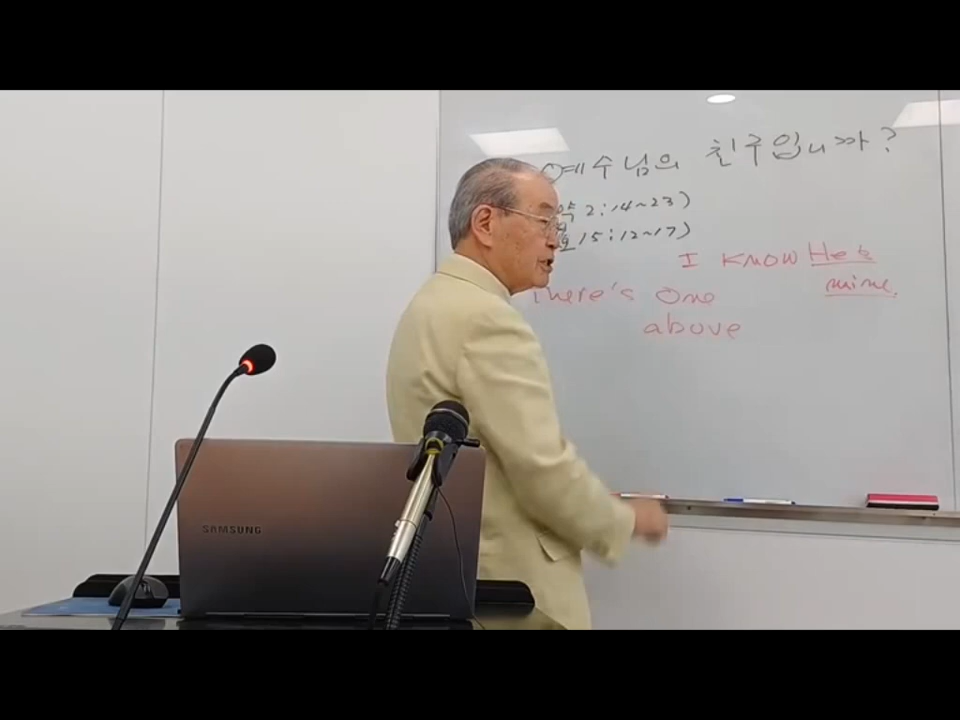 예수님의 친구입니까?
2:14~23)
15:12~17)
I KNOW He is
mine.
There's One
above
SAMSUNG